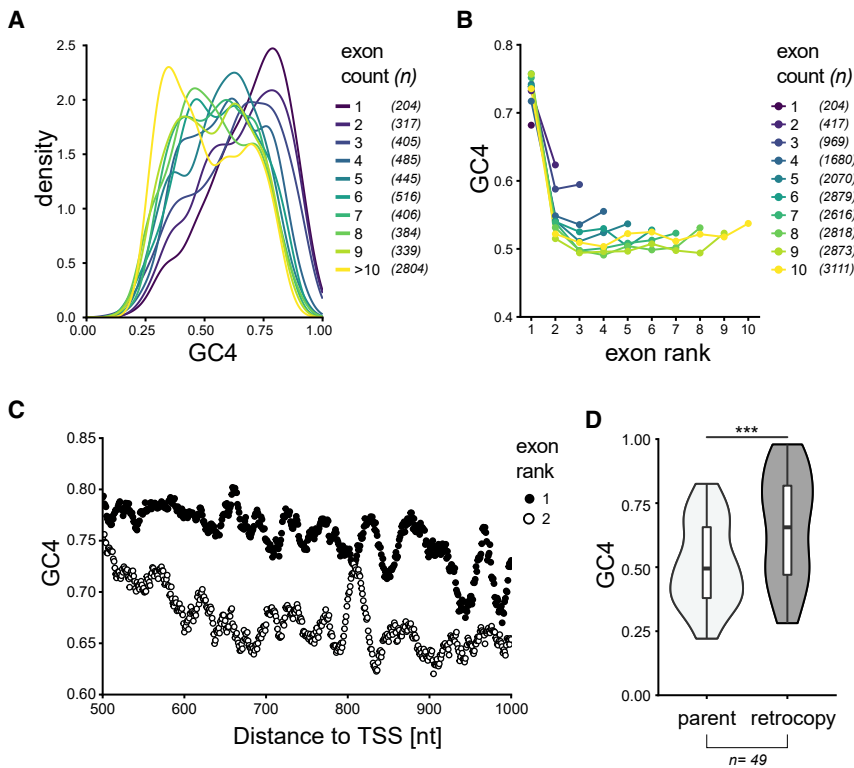 A
exon
count (n)
1 (204)
2 (317)
3 (405)
4 (485)
5 (445)
6 (516)
7 (406)
8 (384)
9 (339)
>10 (2804)
2.5
2.0
1.5
1.0
0.5
0.0
density
0.00 0.25 0.50 0.75 1.00
GC4
B
exon
count (n)
1 (204)
2 (417)
3 (969)
4 (1680)
5 (2070)
6 (2879)
7 (2616)
8 (2818)
9 (2873)
10 (3111)
0.8
0.7
0.6
0.5
0.4
GC4
1 2 3 4 5 6 7 8 9 10
exon rank
C
exon
rank
1
2
0.85
0.80
0.75
0.70
0.65
0.60
GC4
500 600 700 800 900 1000
Distance to TSS [nt]
D
***
1.00
0.75
0.50
0.25
0.00
GC4
parent retrocopy
n= 49